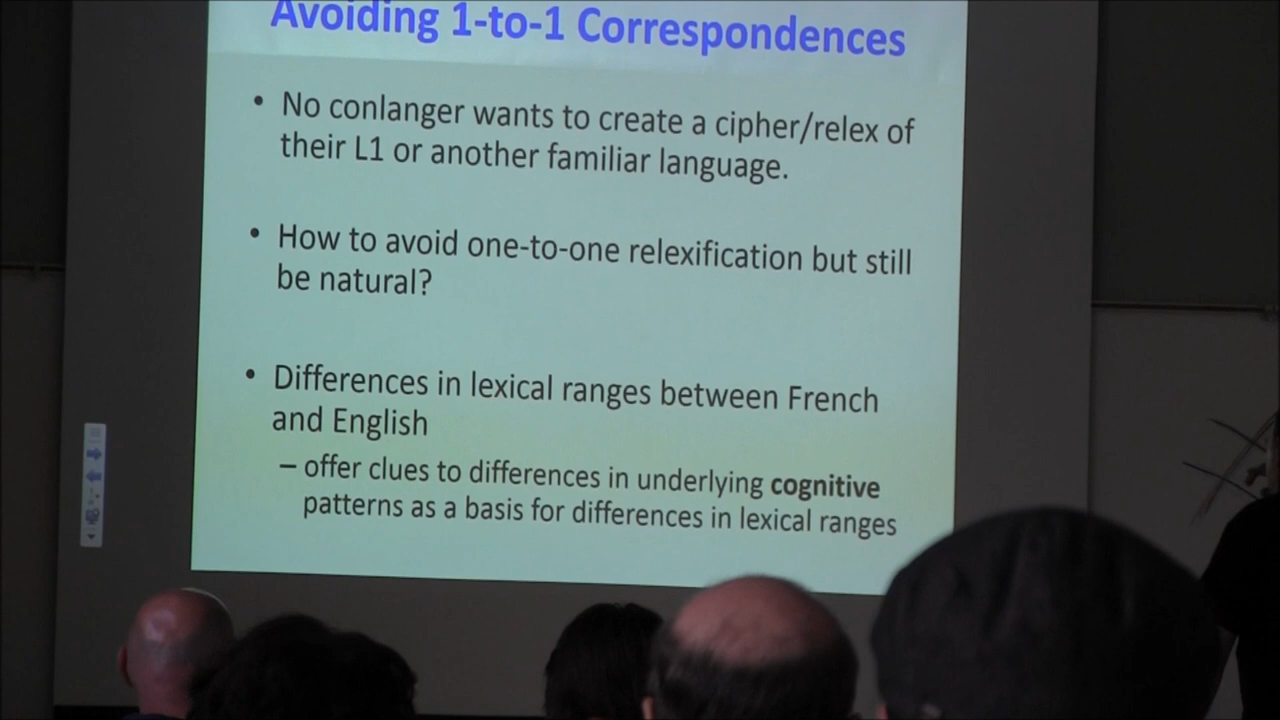 Avoiding 1-to-1 Correspondences
• No conlanger wants to create a cipher/relex of
their L1 or another familiar language.
• How to avoid one-to-one relexification but still
be natural?
• Differences in lexical ranges between French
and English
– offer clues to differences in underlying cognitive
patterns as a basis for differences in lexical ranges